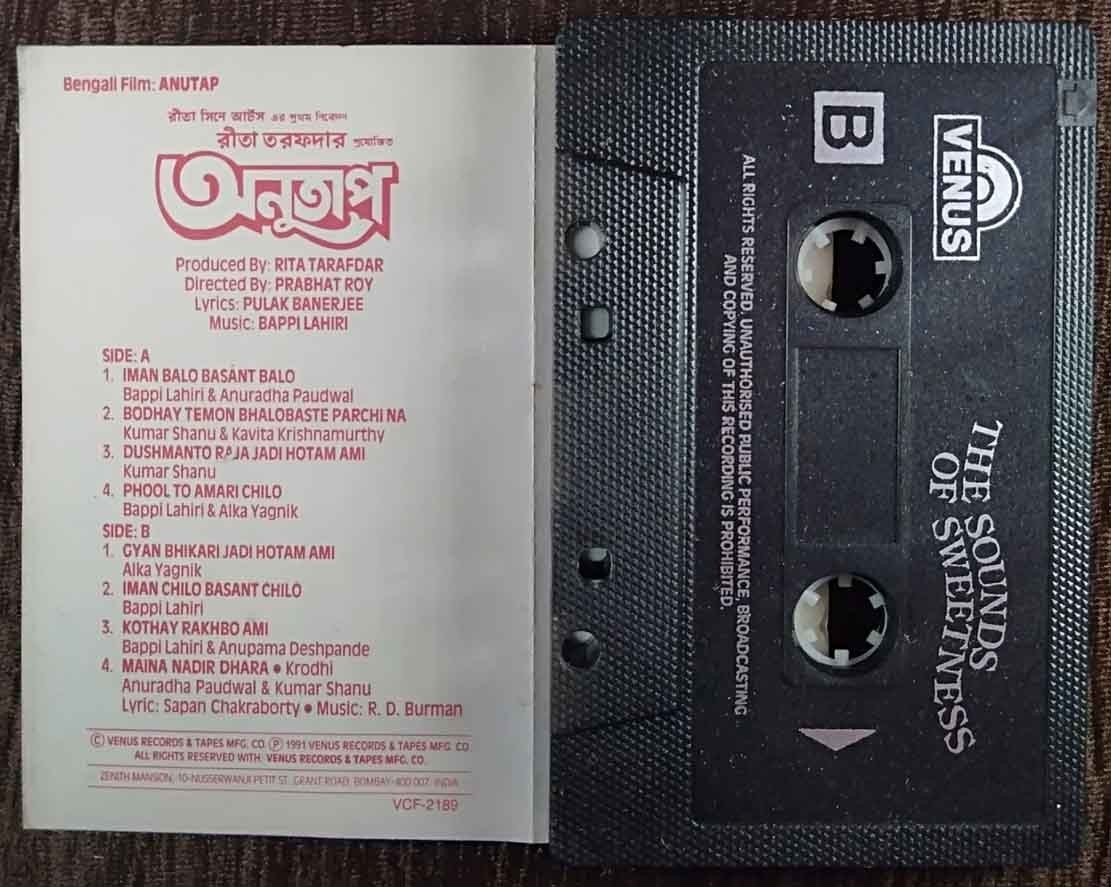 Bengali Film: ANUTAP
রীতা সিনে আর্টস এর প্রথম নিবেদন
রীতা তরফদার প্রযোজিত
অনুতাপ
Produced By: RITA TARAFDAR
Directed By: PRABHAT ROY
Lyrics: PULAK BANERJEE
Music: BAPPI LAHIRI
SIDE: A
1. IMAN BALO BASANT BALO
Bappi Lahiri & Anuradha Paudwal
2. BODHAY TEMON BHALOBASTE PARCHI NA
Kumar Shanu & Kavita Krishnamurthy
3. DUSHMANTO RAJA JADI HOTAM AMI
Kumar Shanu
4. PHOOL TO AMARI CHILO
Bappi Lahiri & Alka Yagnik
SIDE: B
1. GYAN BHIKARI JADI HOTAM AMI
Alka Yagnik
2. IMAN CHILO BASANT CHILO
Bappi Lahiri
3. KOTHAY RAKHBO AMI
Bappi Lahiri & Anupama Deshpande
4. MAINA NADIR DHARA • Krodhi
Anuradha Paudwal & Kumar Shanu
Lyric: Sapan Chakraborty • Music: R. D. Burman
© VENUS RECORDS & TAPES MFG. CO. ℗ 1991 VENUS RECORDS & TAPES MFG. CO.
ALL RIGHTS RESERVED WITH: VENUS RECORDS & TAPES MFG. CO.
ZENITH MANSION, 10-NUSSERWANJI PETIT ST. GRANT ROAD, BOMBAY-400 007. INDIA
VCF-2189
VENUS
THE SOUNDS
OF SWEETNESS
B
ALL RIGHTS RESERVED. UNAUTHORISED PUBLIC PERFORMANCE, BROADCASTING
AND COPYING OF THIS RECORDING IS PROHIBITED.